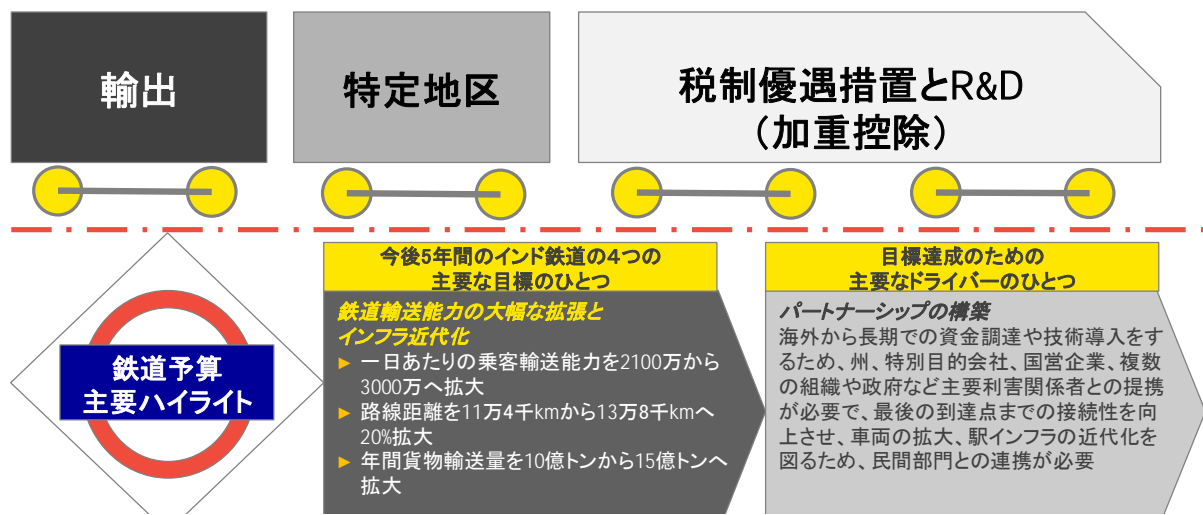 輸出
特定地区
税制優遇措置とR&D
（加重控除）
鉄道予算
主要ハイライト
今後5年間のインド鉄道の４つの
主要な目標のひとつ
鉄道輸送能力の大幅な拡張と
インフラ近代化
► 一日あたりの乗客輸送能力を2100万から
3000万へ拡大
► 路線距離を11万4千kmから13万8千kmへ
20%拡大
► 年間貨物輸送量を10億トンから15億トンへ
拡大
目標達成のための
主要なドライバーのひとつ
パートナーシップの構築
海外から長期での資金調達や技術導入をす
るため、州、特別目的会社、国営企業、複数
の組織や政府など主要利害関係者との提携
が必要で、最後の到達点までの接続性を向
上させ、車両の拡大、駅インフラの近代化を
図るため、民間部門との連携が必要